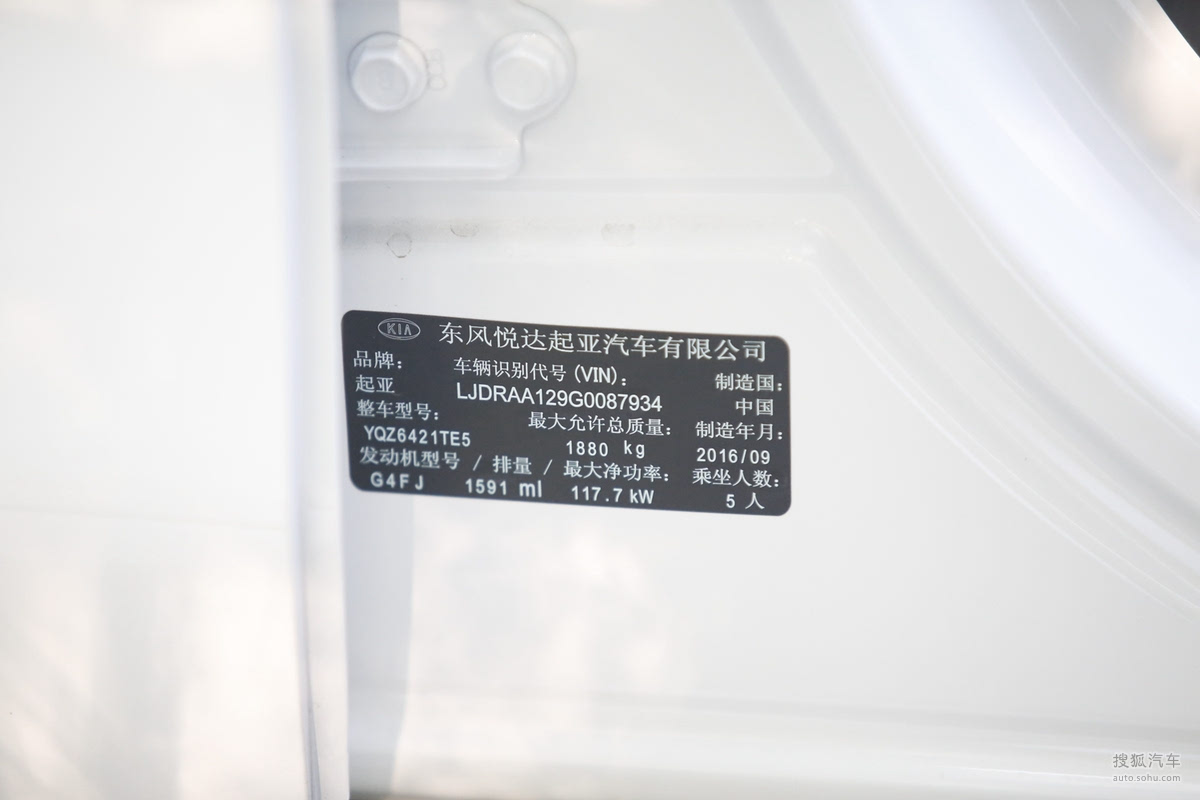 KIA 东风悦达起亚汽车有限公司
品牌： 车辆识别代号(VIN)： 制造国：
起亚 LJDRAA129G0087934 中国
整车型号： 最大允许总质量： 制造年月：
YQZ6421TE5 1880 kg 2016/09
发动机型号 / 排量 / 最大净功率： 乘坐人数：
G4FJ 1591 ml 117.7 kW 5 人
搜狐汽车
auto.sohu.com